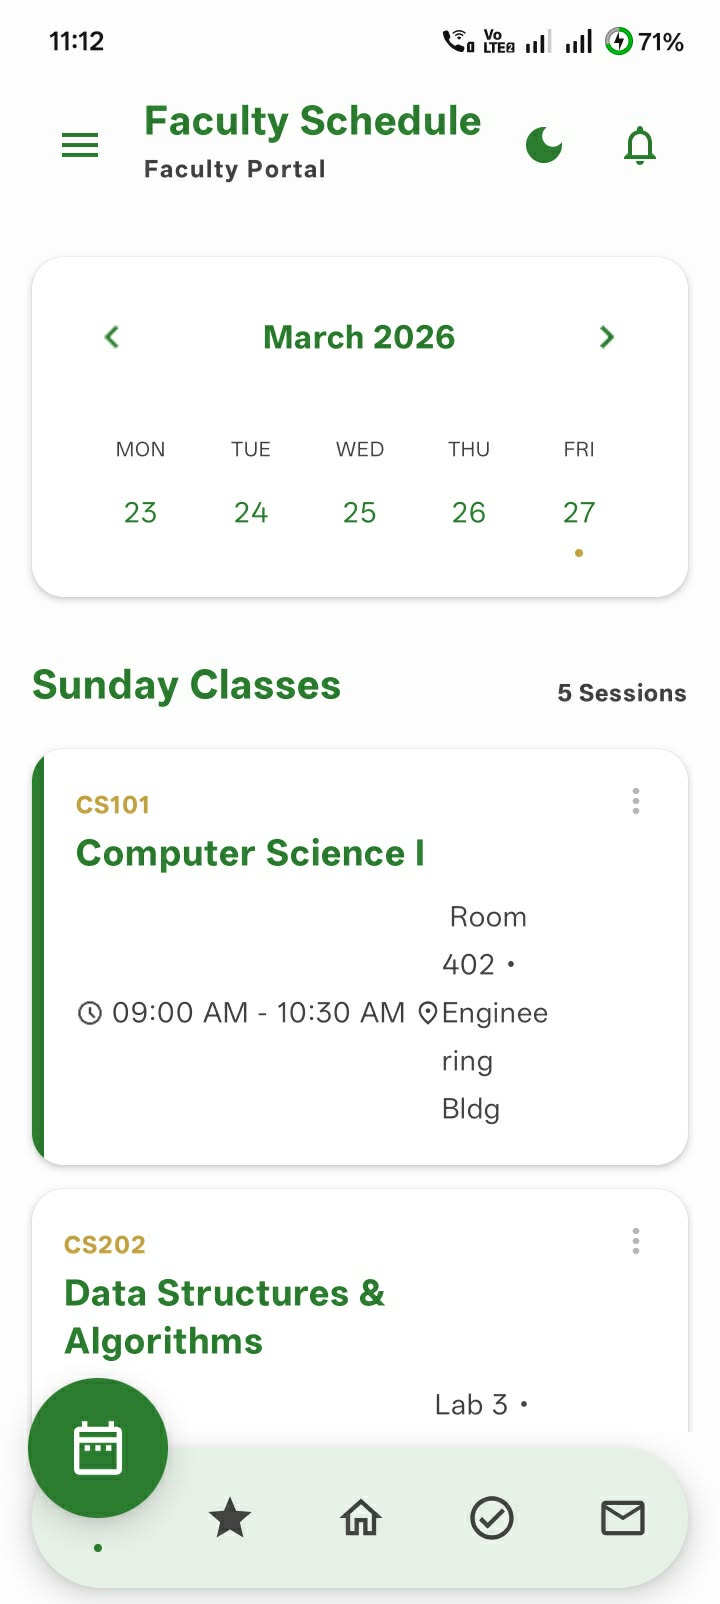 11:12
Vo
LTE2
71%
Faculty Schedule
Faculty Portal
March 2026
MON TUE WED THU FRI
23 24 25 26 27
Sunday Classes
5 Sessions
CS101
Computer Science I
09:00 AM - 10:30 AM
Room
402 •
Enginee
ring
Bldg
CS202
Data Structures &
Algorithms
Lab 3 •